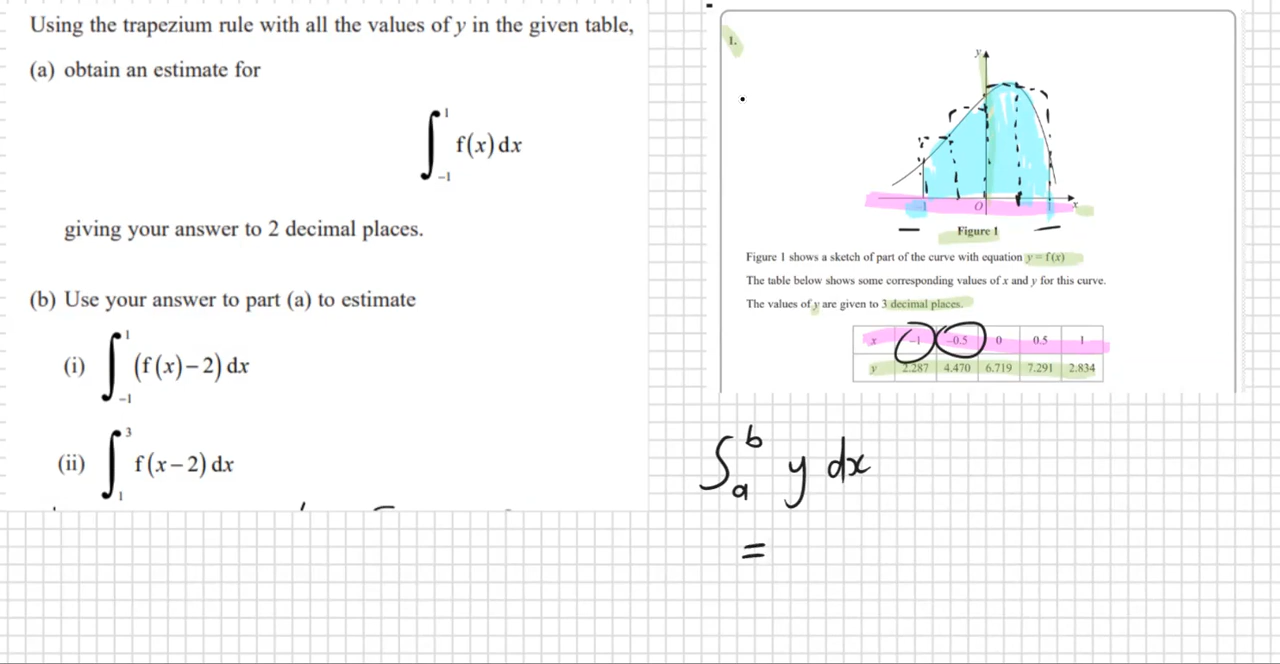 Using the trapezium rule with all the values of y in the given table,
(a) obtain an estimate for
∫₋₁¹ f(x) dx
giving your answer to 2 decimal places.
(b) Use your answer to part (a) to estimate
(i) ∫₋₁¹ (f(x) − 2) dx
(ii) ∫₁³ f(x − 2) dx
1.
y
-1 O 1 x
Figure 1
Figure 1 shows a sketch of part of the curve with equation y = f(x)
The table below shows some corresponding values of x and y for this curve.
The values of y are given to 3 decimal places.
x -1 -0.5 0 0.5 1
y 2.287 4.470 6.719 7.291 2.834
∫ₐᵇ y dx
=